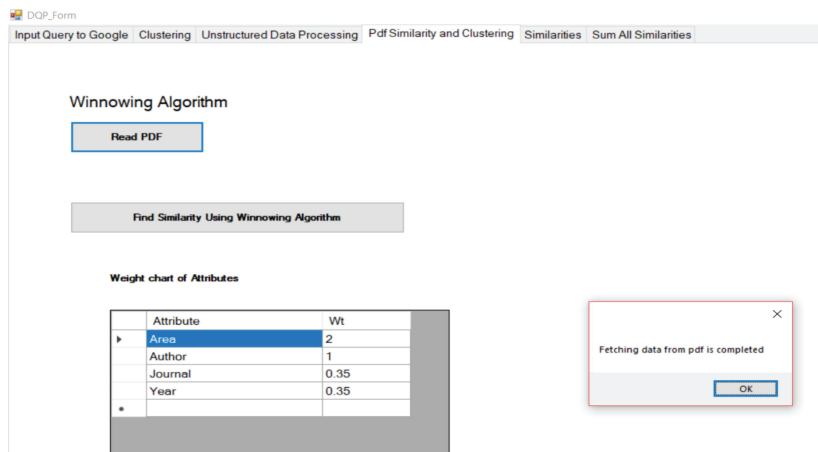 DQP_Form
Input Query to Google Clustering Unstructured Data Processing Pdf Similarity and Clustering Similarities Sum All Similarities
Winnowing Algorithm
Read PDF
Find Similarity Using Winnowing Algorithm
Weight chart of Attributes
Attribute Wt
Area 2
Author 1
Journal 0.35
Year 0.35
Fetching data from pdf is completed
OK